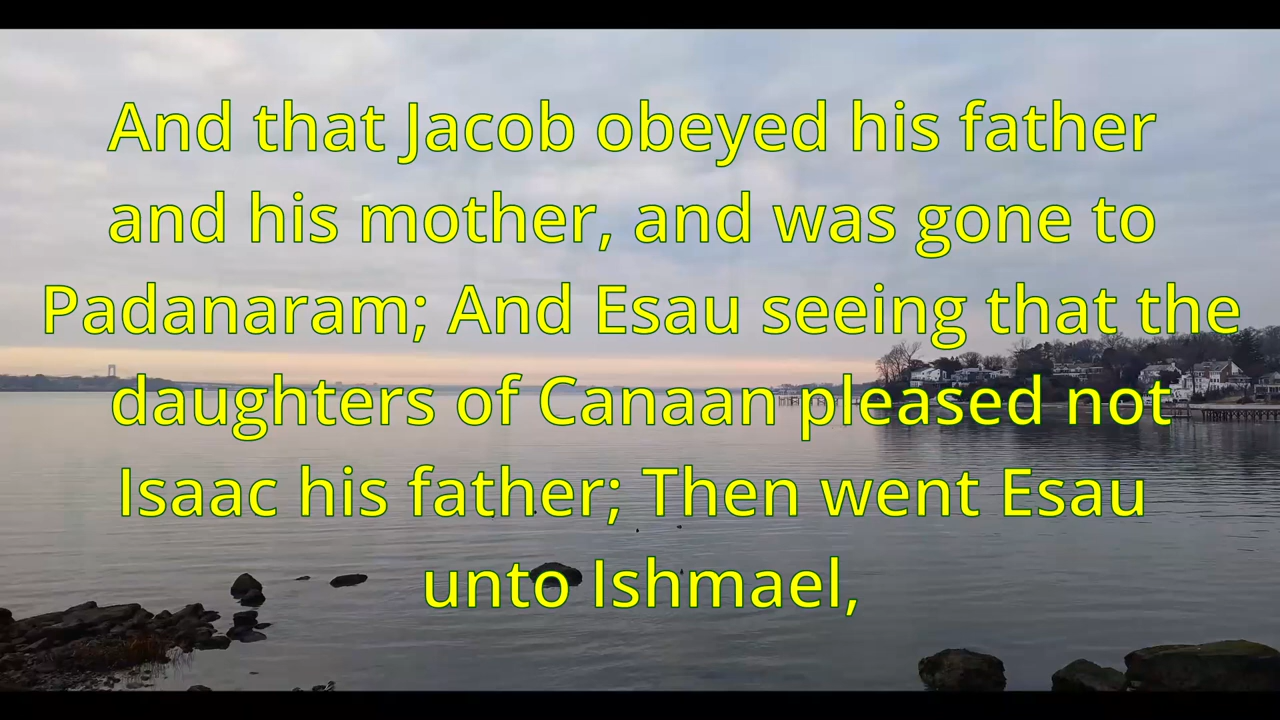 And that Jacob obeyed his father
and his mother, and was gone to
Padanaram; And Esau seeing that the
daughters of Canaan pleased not
Isaac his father; Then went Esau
unto Ishmael,